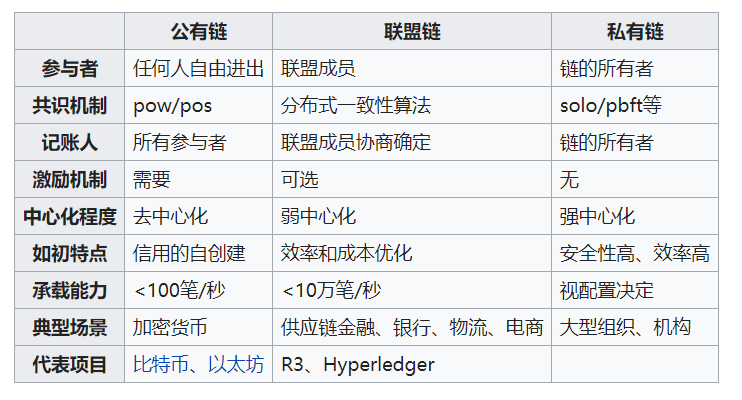 公有链 联盟链 私有链
参与者 任何人自由进出 联盟成员 链的所有者
共识机制 pow/pos 分布式一致性算法 solo/pbft等
记账人 所有参与者 联盟成员协商确定 链的所有者
激励机制 需要 可选 无
中心化程度 去中心化 弱中心化 强中心化
如初特点 信用的自创建 效率和成本优化 安全性高、效率高
承载能力 <100笔/秒 <10万笔/秒 视配置决定
典型场景 加密货币 供应链金融、银行、物流、电商 大型组织、机构
代表项目 比特币、以太坊 R3、Hyperledger